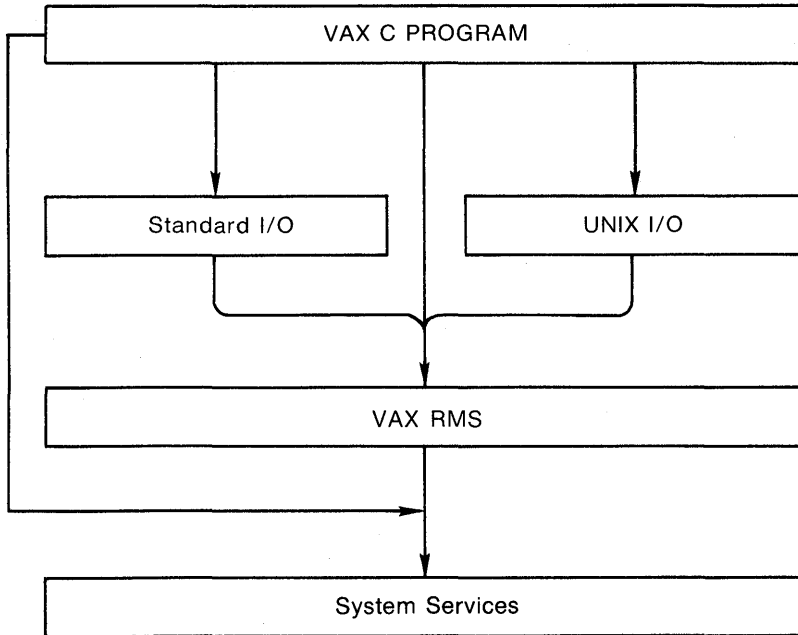 VAX C PROGRAM
Standard I/O
UNIX I/O
VAX RMS
System Services